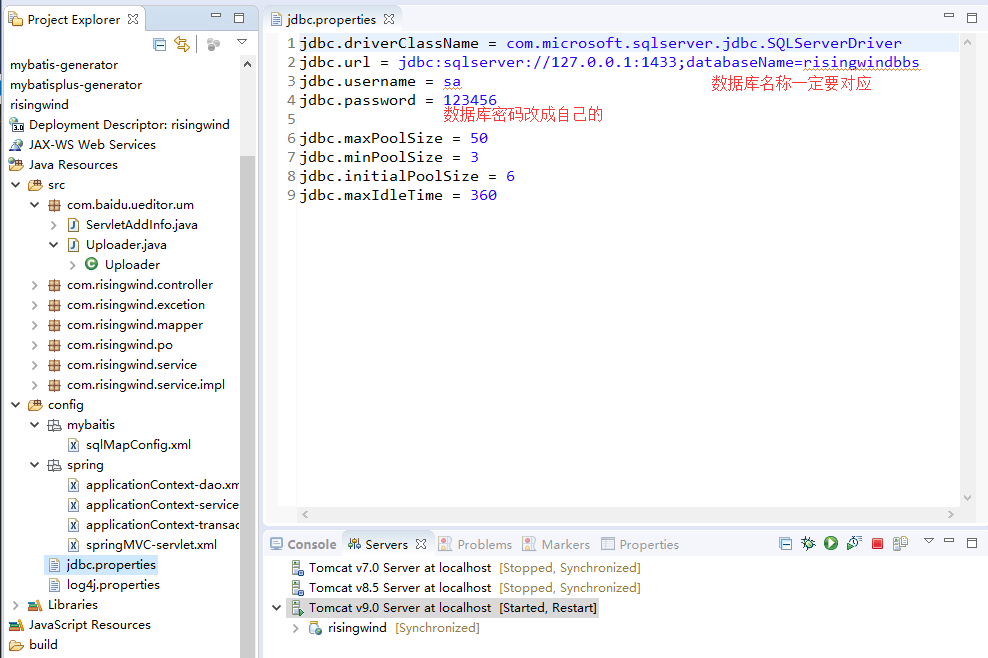 Project Explorer
mybatis-generator
mybatisplus-generator
risingwind
Deployment Descriptor: risingwind
JAX-WS Web Services
Java Resources
src
com.baidu.ueditor.um
ServletAddInfo.java
Uploader.java
Uploader
com.risingwind.controller
com.risingwind.excetion
com.risingwind.mapper
com.risingwind.po
com.risingwind.service
com.risingwind.service.impl
config
mybaitis
sqlMapConfig.xml
spring
applicationContext-dao.xm
applicationContext-service
applicationContext-transac
springMVC-servlet.xml
jdbc.properties
log4j.properties
Libraries
JavaScript Resources
build
jdbc.properties
1 jdbc.driverClassName = com.microsoft.sqlserver.jdbc.SQLServerDriver
2 jdbc.url = jdbc:sqlserver://127.0.0.1:1433;databaseName=risingwindbbs
数据库名称一定要对应
3 jdbc.username = sa
4 jdbc.password = 123456
数据库密码改成自己的
5
6 jdbc.maxPoolSize = 50
7 jdbc.minPoolSize = 3
8 jdbc.initialPoolSize = 6
9 jdbc.maxIdleTime = 360
Console Servers Problems Markers Properties
Tomcat v7.0 Server at localhost [Stopped, Synchronized]
Tomcat v8.5 Server at localhost [Stopped, Synchronized]
Tomcat v9.0 Server at localhost [Started, Restart]
risingwind [Synchronized]